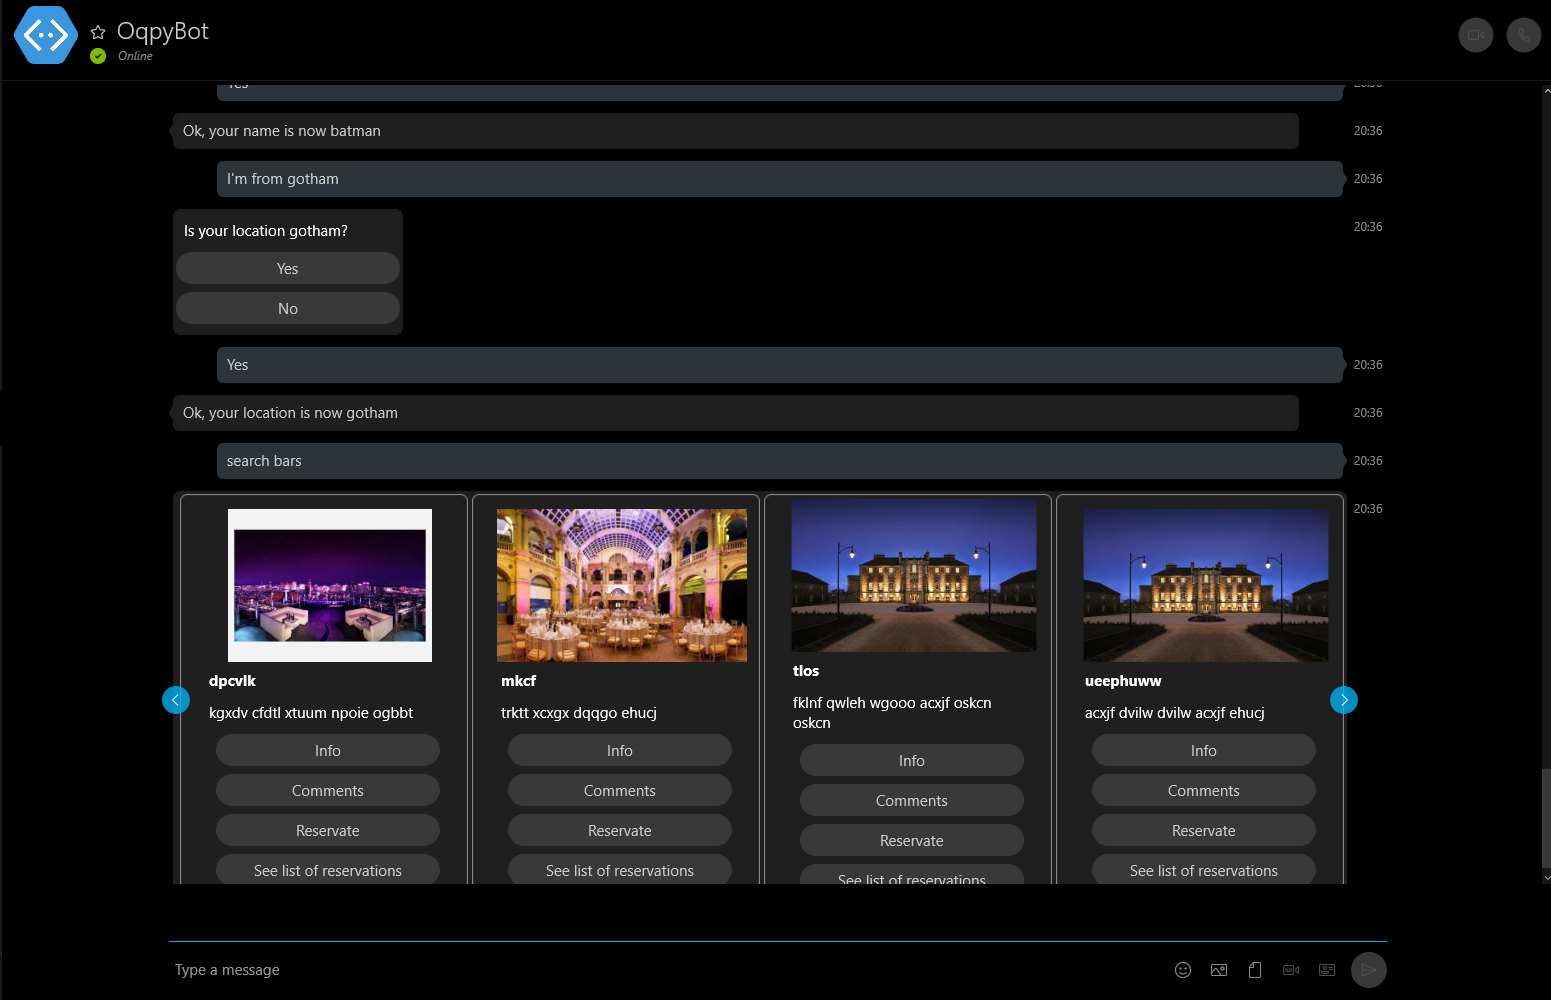 OqpyBot
Online
Yes
20:36
Ok, your name is now batman
20:36
I'm from gotham
20:36
Is your location gotham?
20:36
Yes
No
Yes
20:36
Ok, your location is now gotham
20:36
search bars
20:36
20:36
dpcvlk
kgxdv cfdtl xtuum npoie ogbbt
Info
Comments
Reservate
See list of reservations
mkcf
trktt xcxgx dqqgo ehucj
Info
Comments
Reservate
See list of reservations
tlos
fklnf qwleh wgooo acxjf oskcn
oskcn
Info
Comments
Reservate
See list of reservations
ueephuww
acxjf dvilw dvilw acxjf ehucj
Info
Comments
Reservate
See list of reservations
Type a message